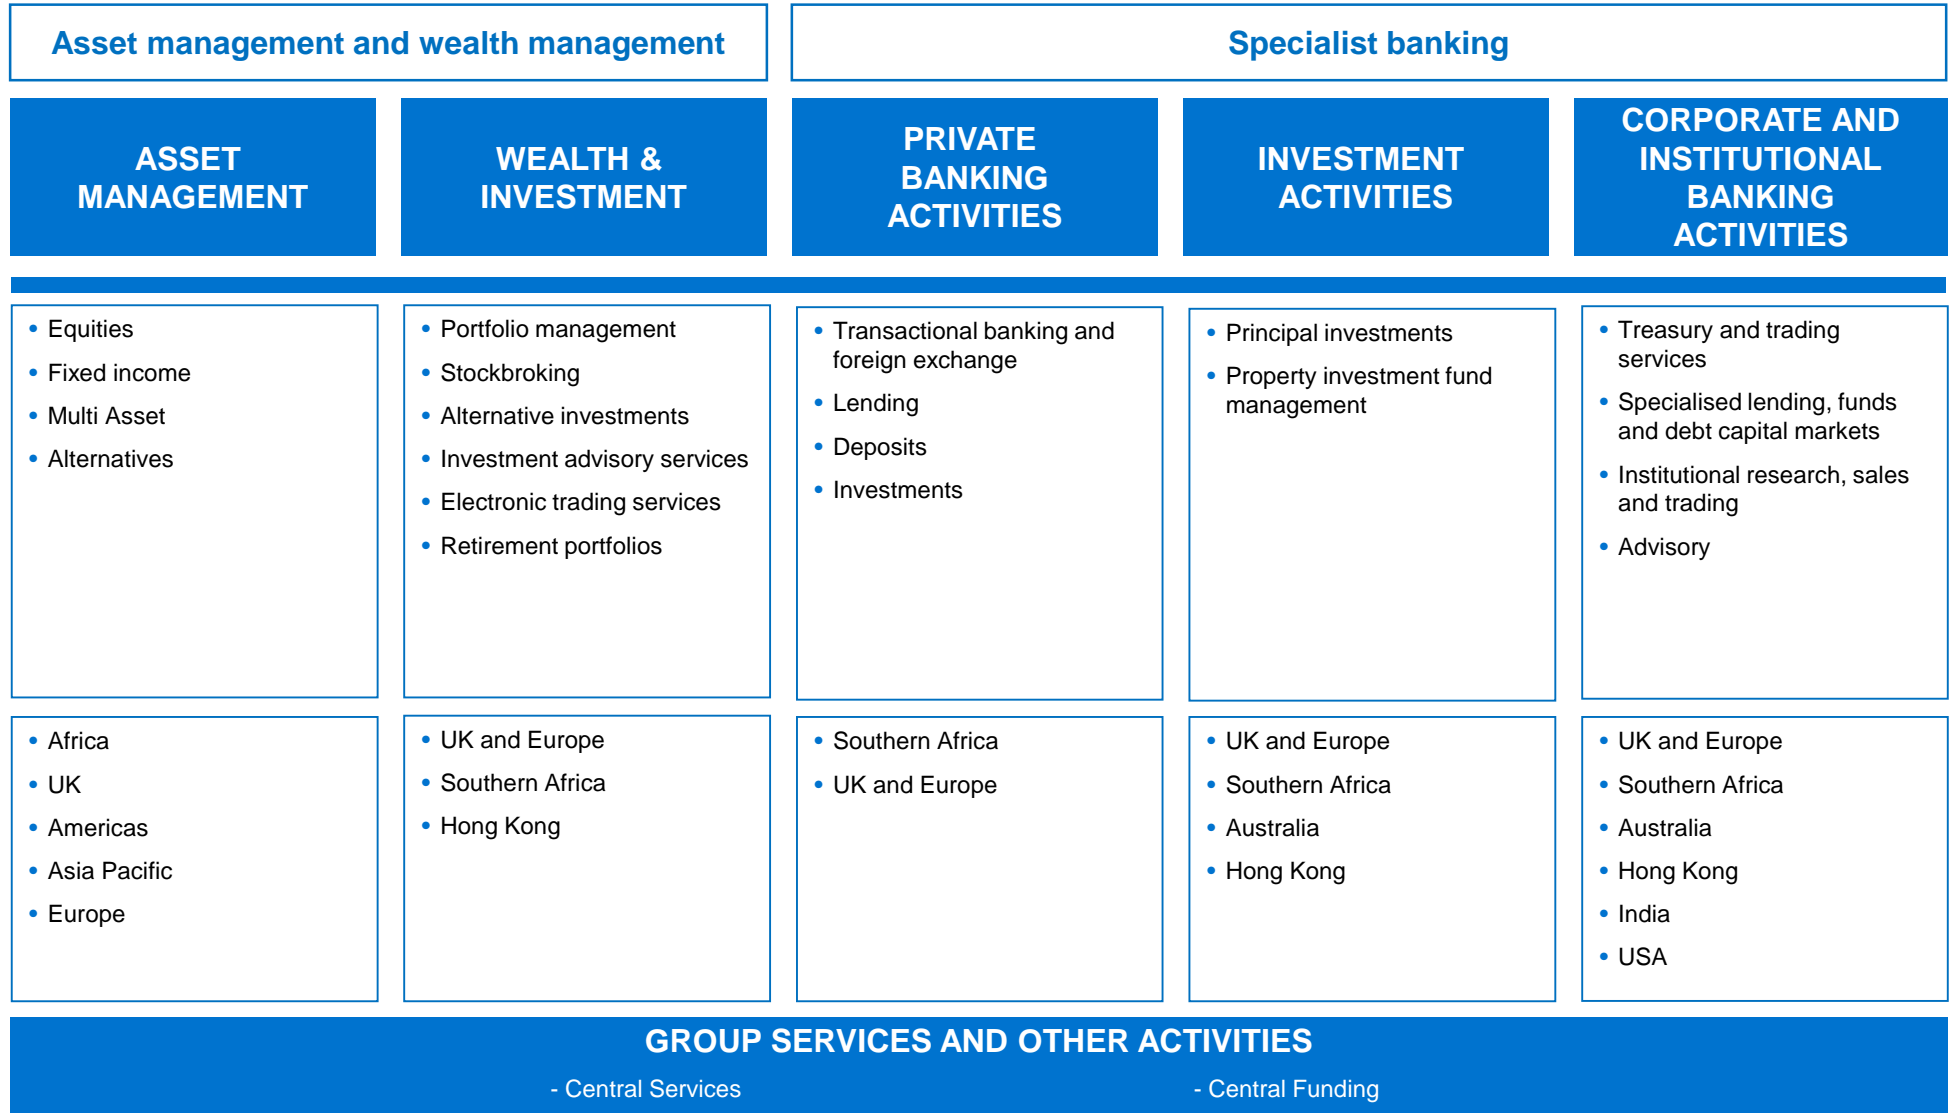 Asset management and wealth management
Specialist banking
ASSET
MANAGEMENT
WEALTH &
INVESTMENT
PRIVATE
BANKING
ACTIVITIES
INVESTMENT
ACTIVITIES
CORPORATE AND
INSTITUTIONAL
BANKING
ACTIVITIES
• Equities
• Fixed income
• Multi Asset
• Alternatives
• Portfolio management
• Stockbroking
• Alternative investments
• Investment advisory services
• Electronic trading services
• Retirement portfolios
• Transactional banking and
foreign exchange
• Lending
• Deposits
• Investments
• Principal investments
• Property investment fund
management
• Treasury and trading
services
• Specialised lending, funds
and debt capital markets
• Institutional research, sales
and trading
• Advisory
• Africa
• UK
• Americas
• Asia Pacific
• Europe
• UK and Europe
• Southern Africa
• Hong Kong
• Southern Africa
• UK and Europe
• UK and Europe
• Southern Africa
• Australia
• Hong Kong
• UK and Europe
• Southern Africa
• Australia
• Hong Kong
• India
• USA
GROUP SERVICES AND OTHER ACTIVITIES
- Central Services
- Central Funding